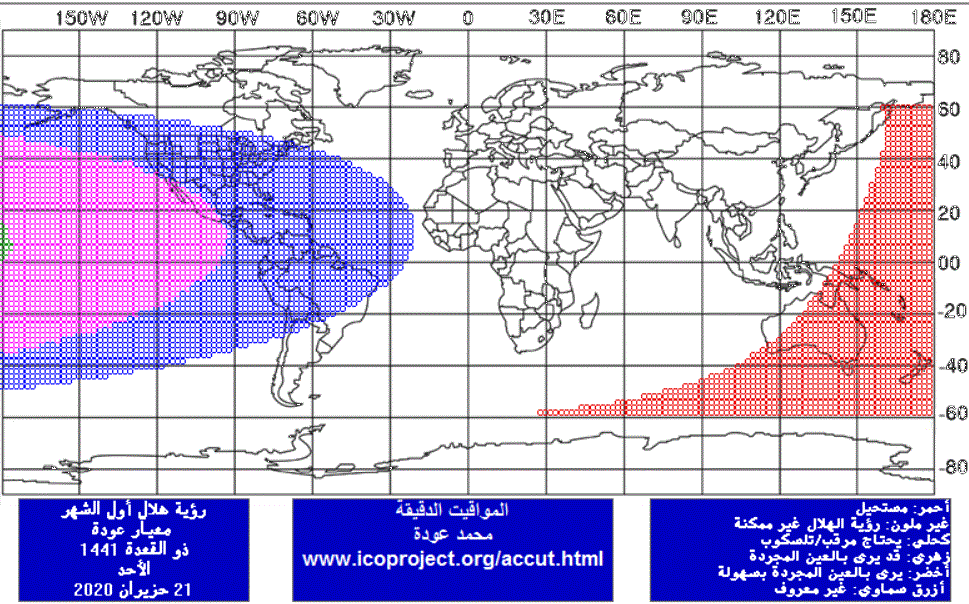 150W 120W 90W 60W 30W 0 30E 60E 90E 120E 150E 180E
80
60
40
20
00
-20
-40
-60
-80
رؤية هلال أول الشهر
معيار عودة
ذو القعدة 1441
الأحد
21 حزيران 2020
المواقيت الدقيقة
محمد عودة
www.icoproject.org/accut.html
أحمر: مستحيل
غير ملون: رؤية الهلال غير ممكنة
كحلي: يحتاج مرقب/تلسكوب
زهري: قد يرى بالعين المجردة
أخضر: يرى بالعين المجردة بسهولة
أزرق سماوي: غير معروف